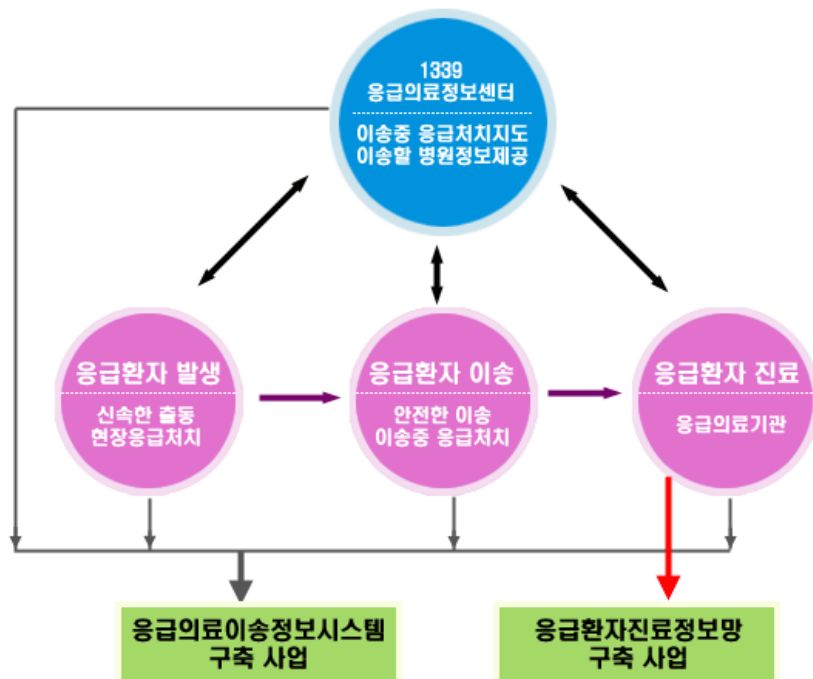 1339
응급의료정보센터
이송중 응급처치지도
이송할 병원정보제공
응급환자 발생
신속한 출동
현장응급처치
응급환자 이송
안전한 이송
이송중 응급처치
응급환자 진료
응급의료기관
응급의료이송정보시스템
구축 사업
응급환자진료정보망
구축 사업